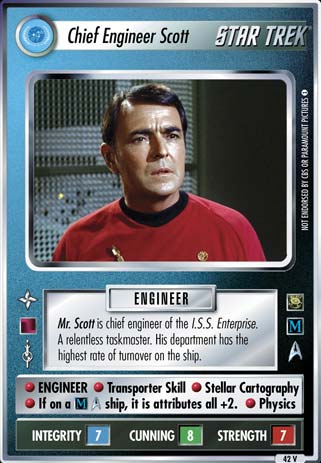 Chief Engineer Scott STAR TREK
NOT ENDORSED BY CBS OR PARAMOUNT PICTURES
ENGINEER
Mr. Scott is chief engineer of the I.S.S. Enterprise.
A relentless taskmaster. His department has the
highest rate of turnover on the ship.
M
• ENGINEER • Transporter Skill • Stellar Cartography
• If on a M ship, it is attributes all +2. • Physics
INTEGRITY 7 CUNNING 8 STRENGTH 7
42 V